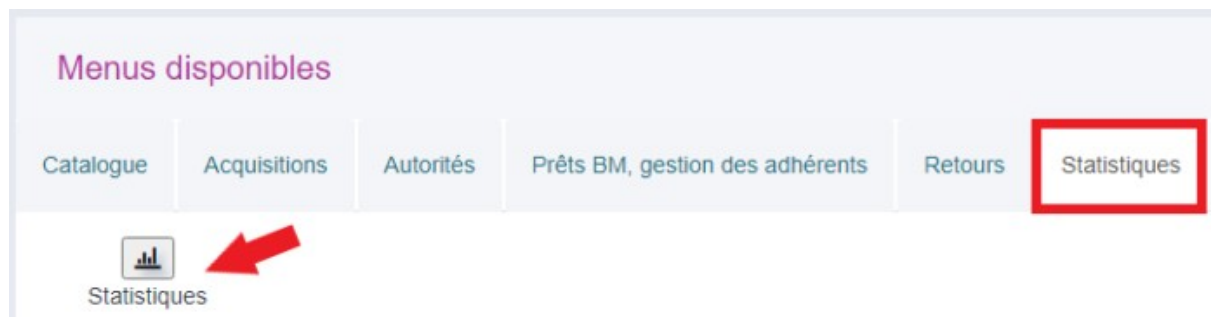 Menus disponibles
Catalogue Acquisitions Autorités Prêts BM, gestion des adhérents Retours Statistiques
Statistiques